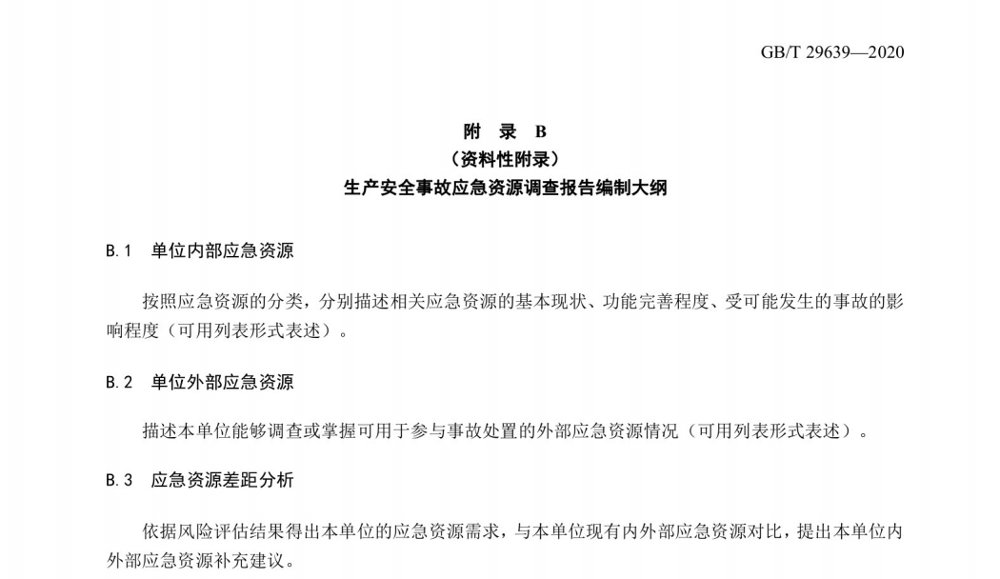 GB/T 29639—2020
附 录 B
（资料性附录）
生产安全事故应急资源调查报告编制大纲
B.1 单位内部应急资源
按照应急资源的分类，分别描述相关应急资源的基本现状、功能完善程度、受可能发生的事故的影
响程度（可用列表形式表述）。
B.2 单位外部应急资源
描述本单位能够调查或掌握可用于参与事故处置的外部应急资源情况（可用列表形式表述）。
B.3 应急资源差距分析
依据风险评估结果得出本单位的应急资源需求，与本单位现有内外部应急资源对比，提出本单位内
外部应急资源补充建议。